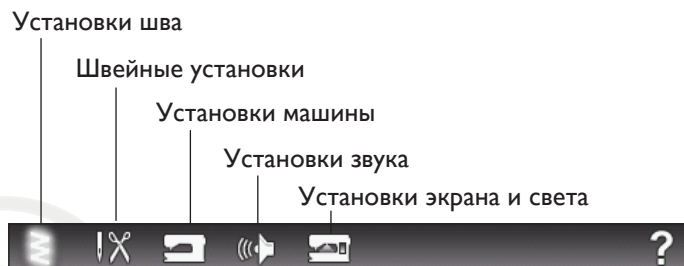 Установки шва
Швейные установки
Установки машины
Установки звука
Установки экрана и света
?